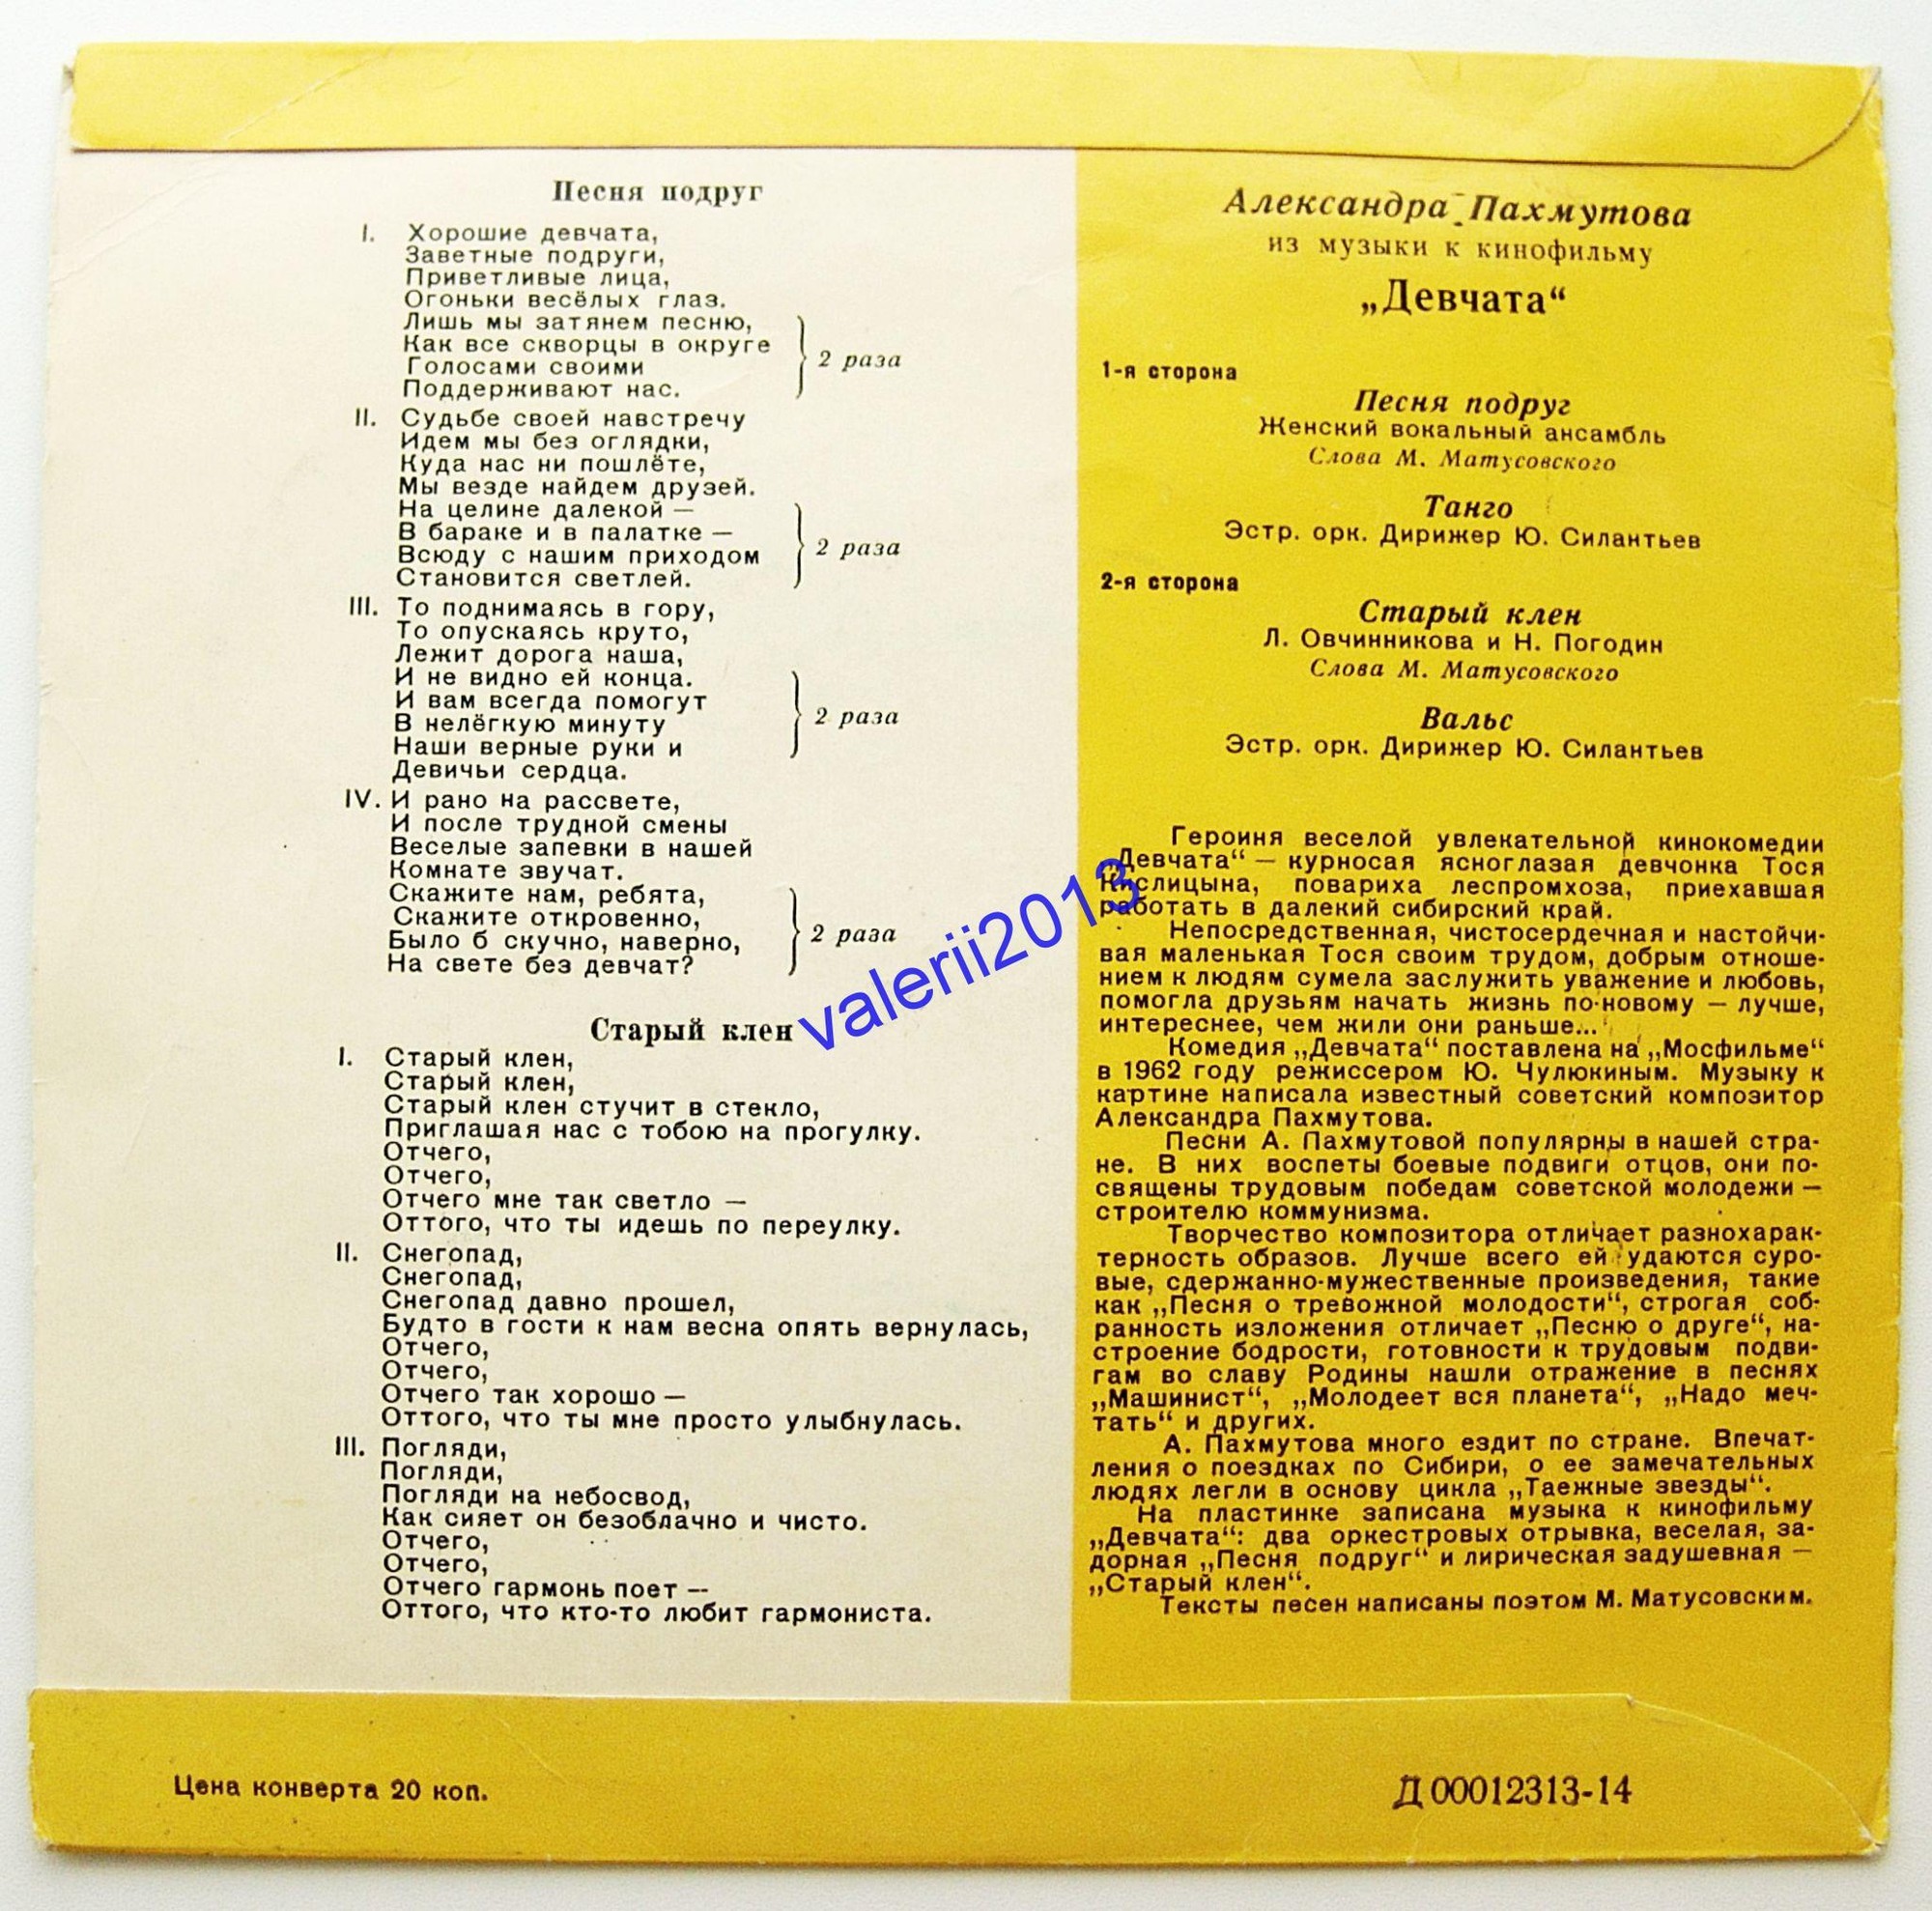 Песня подруг
I. Хорошие девчата,
Заветные подруги,
Приветливые лица,
Огоньки весёлых глаз.
Лишь мы затянем песню,
Как все скворцы в округе
Голосами своими
Поддерживают нас.
2 раза
II. Судьбе своей навстречу
Идем мы без оглядки,
Куда нас ни пошлёте,
Мы везде найдем друзей.
На целине далекой —
В бараке и в палатке —
Всюду с нашим приходом
Становится светлей.
2 раза
III. То поднимаясь в гору,
То опускаясь круто,
Лежит дорога наша,
И не видно ей конца.
И вам всегда помогут
В нелёгкую минуту
Наши верные руки и
Девичьи сердца.
2 раза
IV. И рано на рассвете,
И после трудной смены
Веселые запевки в нашей
Комнате звучат.
Скажите нам, ребята,
Скажите откровенно,
Было б скучно, наверно,
На свете без девчат?
2 раза
Старый клен
I. Старый клен,
Старый клен,
Старый клен стучит в стекло,
Приглашая нас с тобою на прогулку.
Отчего,
Отчего,
Отчего мне так светло —
Оттого, что ты идешь по переулку.
II. Снегопад,
Снегопад,
Снегопад давно прошел,
Будто в гости к нам весна опять вернулась,
Отчего,
Отчего,
Отчего так хорошо —
Оттого, что ты мне просто улыбнулась.
III. Погляди,
Погляди,
Погляди на небосвод,
Как сияет он безоблачно и чисто.
Отчего,
Отчего,
Отчего гармонь поет —
Оттого, что кто-то любит гармониста.
Александра Пахмутова
из музыки к кинофильму
„Девчата“
1-я сторона
Песня подруг
Женский вокальный ансамбль
Слова М. Матусовского
Танго
Эстр. орк. Дирижер Ю. Силантьев
2-я сторона
Старый клен
Л. Овчинникова и Н. Погодин
Слова М. Матусовского
Вальс
Эстр. орк. Дирижер Ю. Силантьев
Героиня веселой увлекательной кинокомедии
„Девчата“ — курносая ясноглазая девчонка Тося
Кислицына, повариха леспромхоза, приехавшая
работать в далекий сибирский край.
Непосредственная, чистосердечная и настойчи-
вая маленькая Тося своим трудом, добрым отноше-
нием к людям сумела заслужить уважение и любовь,
помогла друзьям начать жизнь по-новому — лучше,
интереснее, чем жили они раньше...
Комедия „Девчата“ поставлена на „Мосфильме“
в 1962 году режиссером Ю. Чулюкиным. Музыку к
картине написала известный советский композитор
Александра Пахмутова.
Песни А. Пахмутовой популярны в нашей стра-
не. В них воспеты боевые подвиги отцов, они по-
священы трудовым победам советской молодежи —
строителю коммунизма.
Творчество композитора отличает разнохарак-
терность образов. Лучше всего ей удаются суро-
вые, сдержанно-мужественные произведения, такие
как „Песня о тревожной молодости“, строгая соб-
ранность изложения отличает „Песню о друге“, на-
строение бодрости, готовности к трудовым подви-
гам во славу Родины нашли отражение в песнях
„Машинист“, „Молодеет вся планета“, „Надо меч-
тать“ и других.
А. Пахмутова много ездит по стране. Впечат-
ления о поездках по Сибири, о ее замечательных
людях легли в основу цикла „Таежные звезды“.
На пластинке записана музыка к кинофильму
„Девчата“: два оркестровых отрывка, веселая, за-
дорная „Песня подруг“ и лирическая задушевная —
„Старый клен“.
Тексты песен написаны поэтом М. Матусовским.
valerii2013
Цена конверта 20 коп.
Д 00012313-14